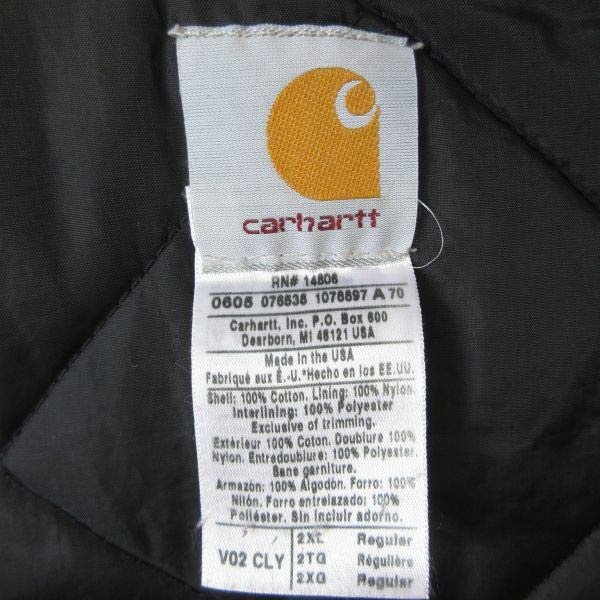 carhartt
RN# 14806
0605 076538 1076897 A 70
Carhartt, Inc. P.O. Box 600
Dearborn, MI 48121 USA
Made in the USA
Fabriqué aux É.-U. *Hecho en los EE.UU.
Shell: 100% Cotton. Lining: 100% Nylon.
Interlining: 100% Polyester
Exclusive of trimming.
Extérieur 100% Coton. Doublure 100%
Nylon. Entredoublure: 100% Polyester.
Sans garniture.
Armazón: 100% Algodón. Forro: 100%
Nilón. Forro entrelazado: 100%
Poliéster. Sin incluir adorno.
V02 CLY
2XL Regular
2TG Régulière
2XG Regular